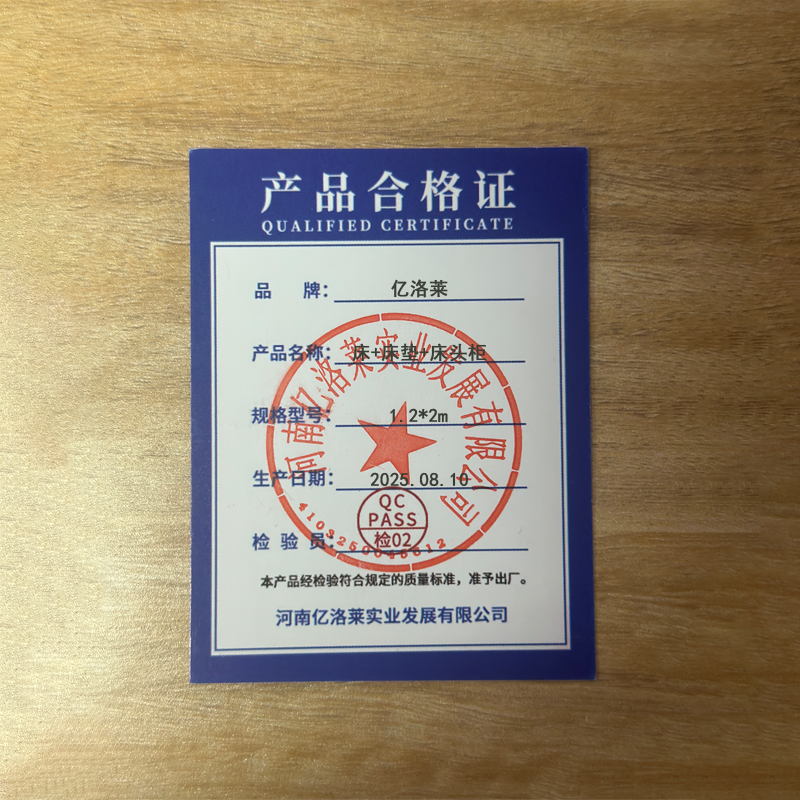 产品合格证
QUALIFIED CERTIFICATE
品 牌：亿洛莱
产品名称：床+床垫+床头柜
规格型号：1.2*2m
生产日期：2025.08.10
检 验 员：
QC
PASS
检02
河南亿洛莱实业发展有限公司
本产品经检验符合规定的质量标准，准予出厂。
河南亿洛莱实业发展有限公司